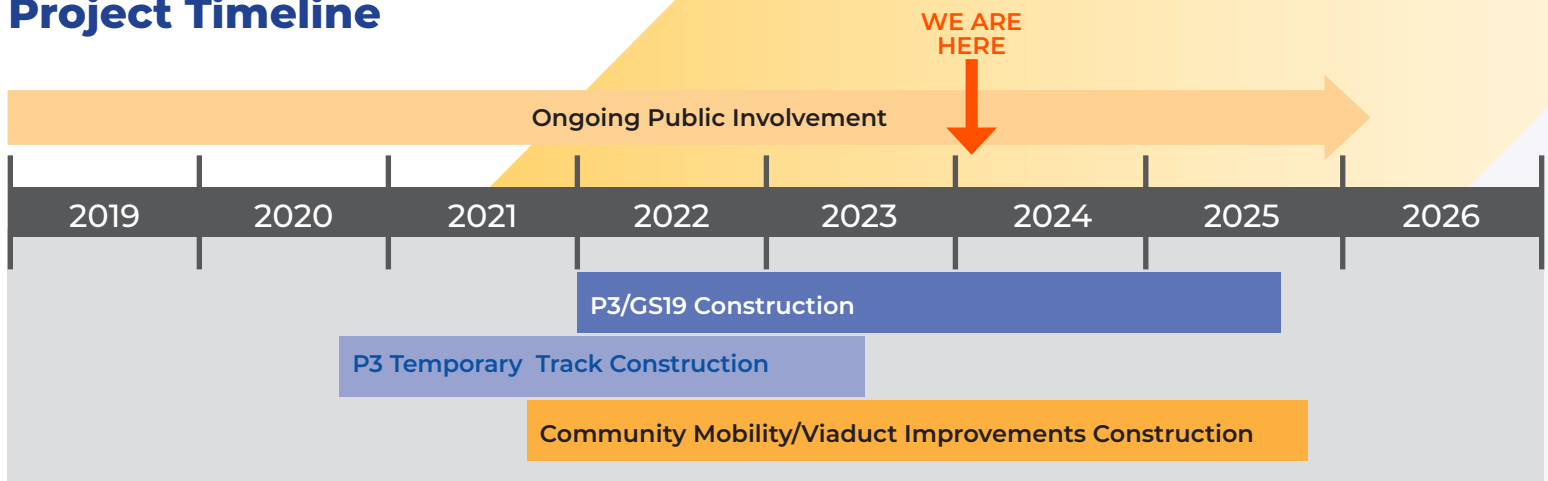 Project Timeline
WE ARE
HERE
Ongoing Public Involvement
2019 2020 2021 2022 2023 2024 2025 2026
P3/GS19 Construction
P3 Temporary Track Construction
Community Mobility/Viaduct Improvements Construction